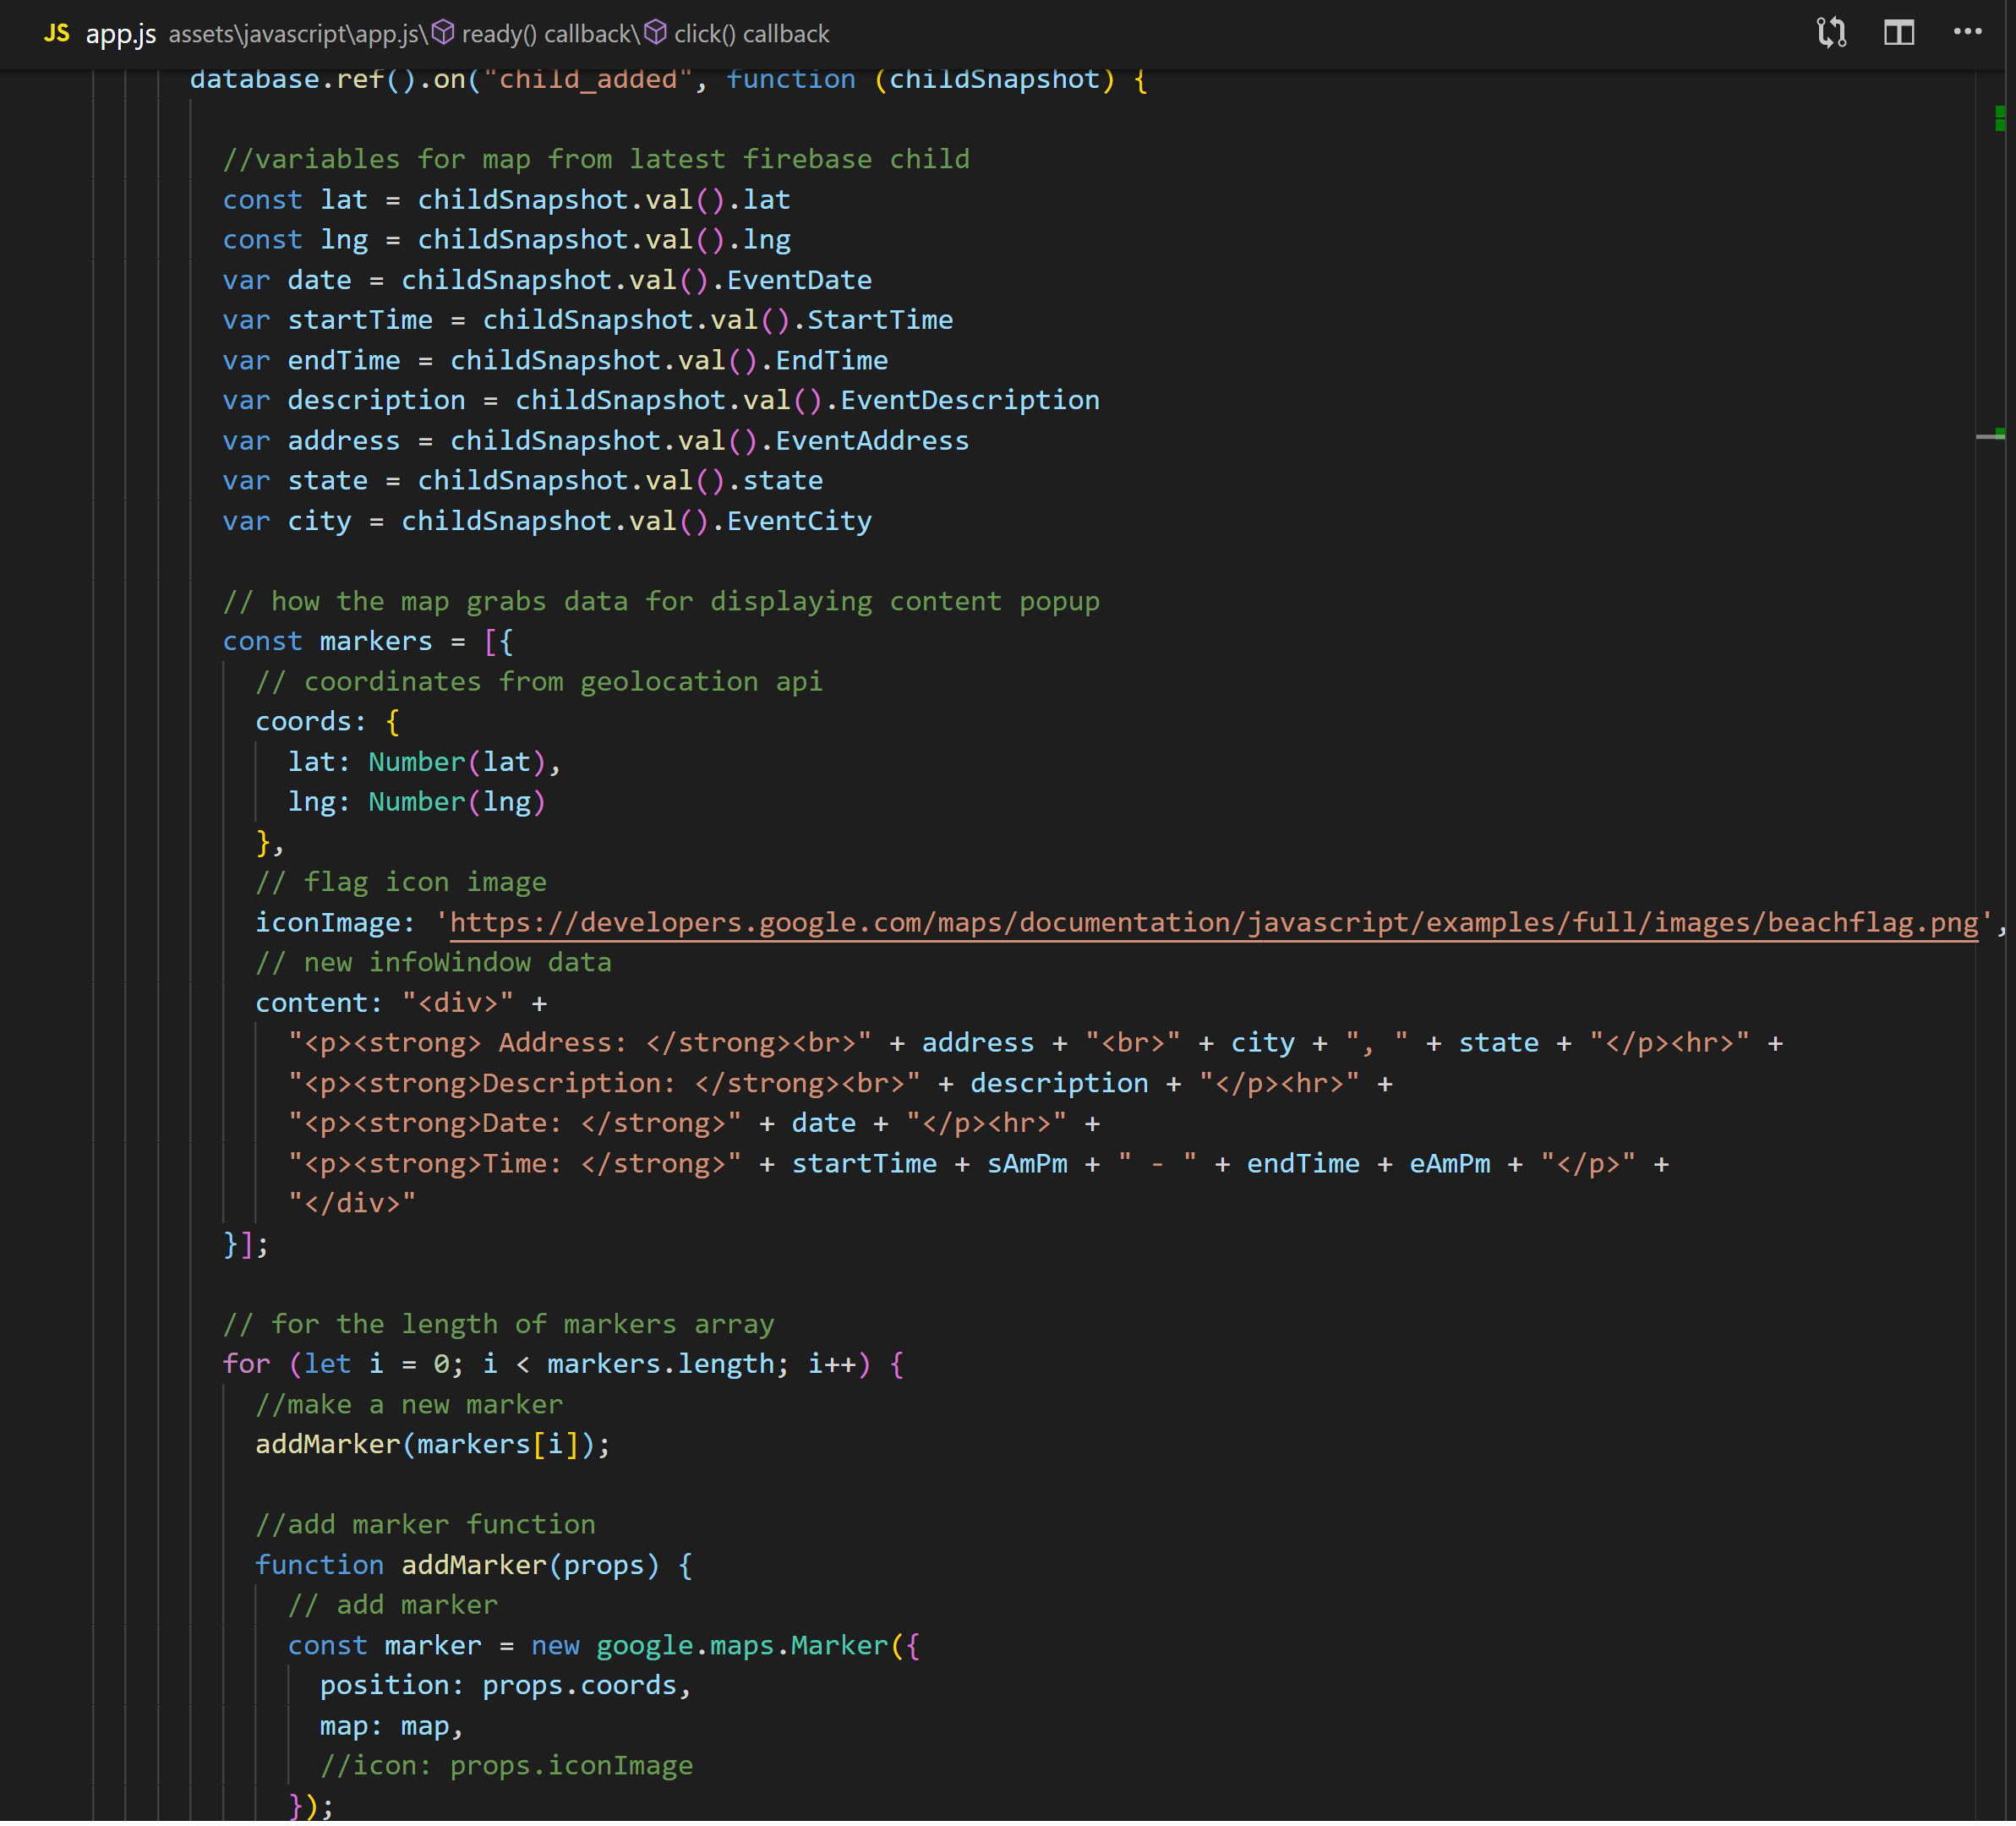 JS app.js assets\javascript\app.js\ ready() callback\ click() callback
database.ref().on("child_added", function (childSnapshot) {
//variables for map from latest firebase child
const lat = childSnapshot.val().lat
const lng = childSnapshot.val().lng
var date = childSnapshot.val().EventDate
var startTime = childSnapshot.val().StartTime
var endTime = childSnapshot.val().EndTime
var description = childSnapshot.val().EventDescription
var address = childSnapshot.val().EventAddress
var state = childSnapshot.val().state
var city = childSnapshot.val().EventCity
// how the map grabs data for displaying content popup
const markers = [{
// coordinates from geolocation api
coords: {
lat: Number(lat),
lng: Number(lng)
},
// flag icon image
iconImage: 'https://developers.google.com/maps/documentation/javascript/examples/full/images/beachflag.png',
// new infoWindow data
content: "<div>" +
"<p><strong> Address: </strong><br>" + address + "<br>" + city + ", " + state + "</p><hr>" +
"<p><strong>Description: </strong><br>" + description + "</p><hr>" +
"<p><strong>Date: </strong>" + date + "</p><hr>" +
"<p><strong>Time: </strong>" + startTime + sAmPm + " - " + endTime + eAmPm + "</p>" +
"</div>"
}];
// for the length of markers array
for (let i = 0; i < markers.length; i++) {
//make a new marker
addMarker(markers[i]);
//add marker function
function addMarker(props) {
// add marker
const marker = new google.maps.Marker({
position: props.coords,
map: map,
//icon: props.iconImage
});